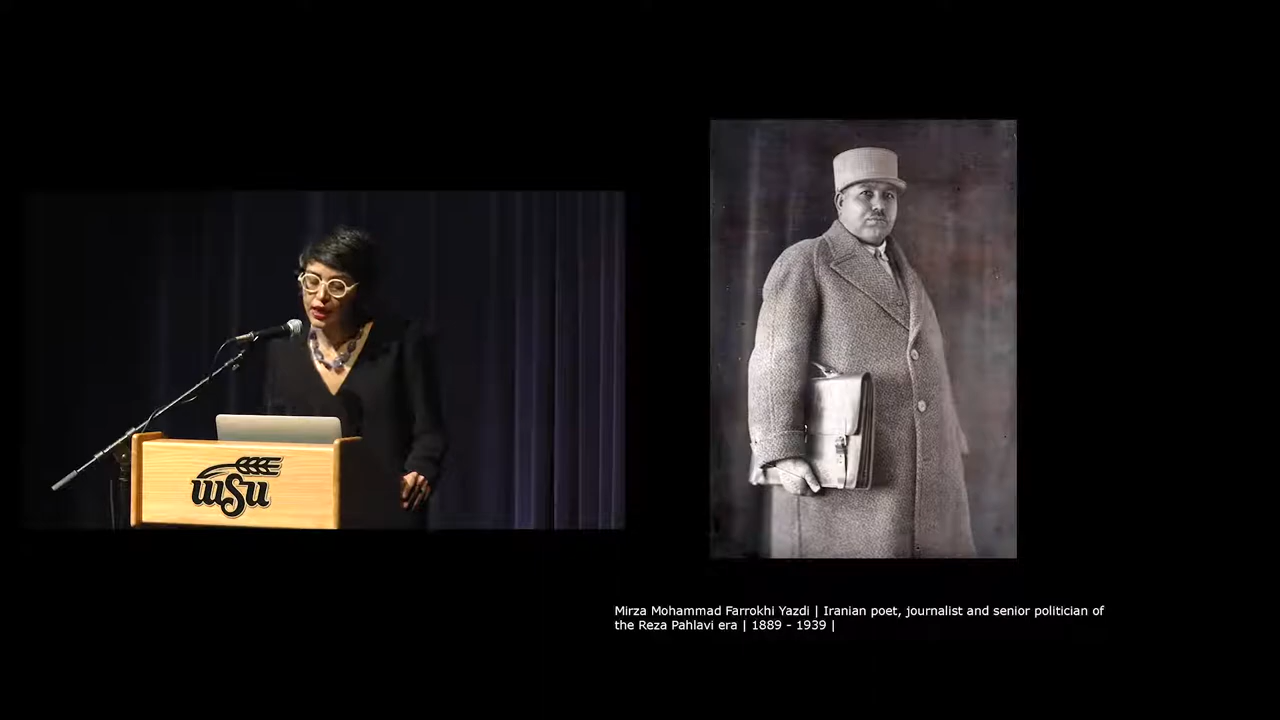 wsu
Mirza Mohammad Farrokhi Yazdi | Iranian poet, journalist and senior politician of
the Reza Pahlavi era | 1889 - 1939 |